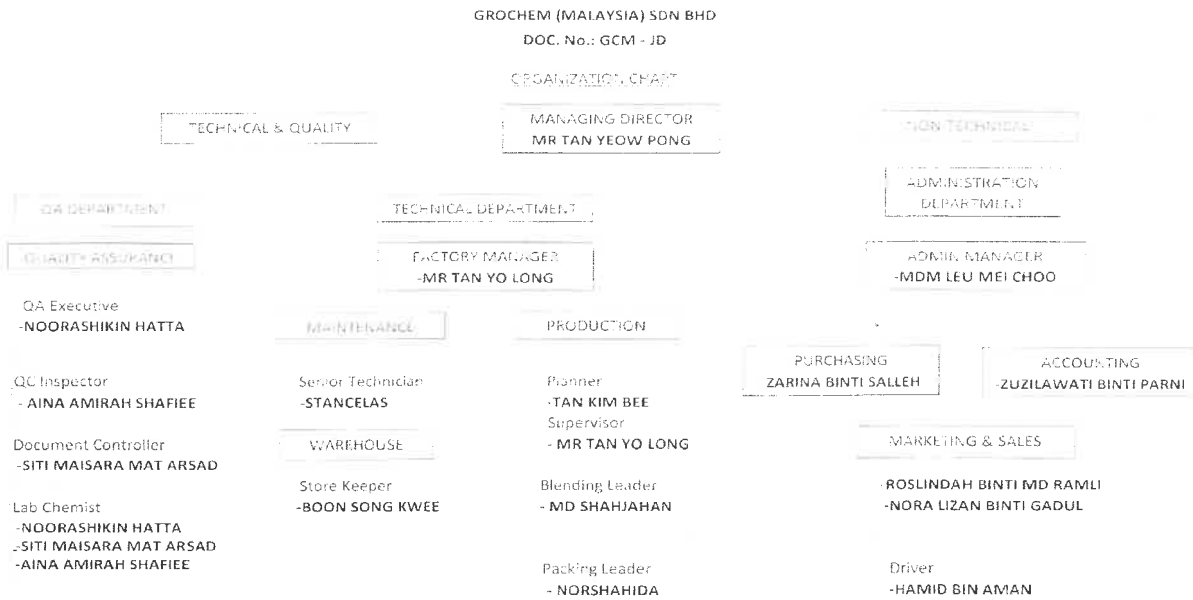 GROCHEM (MALAYSIA) SDN BHD
DOC. No.: GCM - JD
ORGANIZATION CHART
TECHNICAL & QUALITY
MANAGING DIRECTOR
MR TAN YEOW PONG
NON-TECHNICAL
QA DEPARTMENT
TECHNICAL DEPARTMENT
ADMINISTRATION
DEPARTMENT
QUALITY ASSURANCE
FACTORY MANAGER
-MR TAN YO LONG
ADMIN MANAGER
-MDM LEU MEI CHOO
QA Executive
-NOORASHIKIN HATTA
QC Inspector
- AINA AMIRAH SHAFIEE
Document Controller
-SITI MAISARA MAT ARSAD
Lab Chemist
-NOORASHIKIN HATTA
-SITI MAISARA MAT ARSAD
-AINA AMIRAH SHAFIEE
MAINTENANCE
Senior Technician
-STANCELAS
WAREHOUSE
Store Keeper
-BOON SONG KWEE
PRODUCTION
Planner
-TAN KIM BEE
Supervisor
- MR TAN YO LONG
Blending Leader
- MD SHAHJAHAN
Packing Leader
- NORSHAHIDA
PURCHASING
ZARINA BINTI SALLEH
ACCOUNTING
-ZUZILAWATI BINTI PARNI
MARKETING & SALES
-ROSLINDAH BINTI MD RAMLI
-NORA LIZAN BINTI GADUL
Driver
-HAMID BIN AMAN